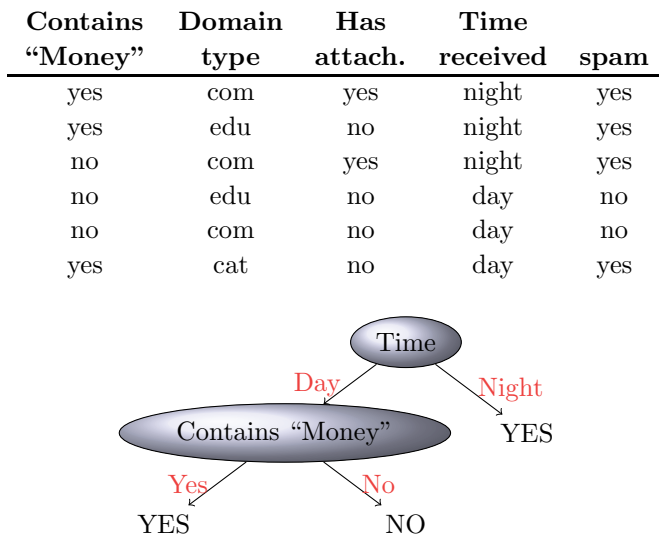 Contains Domain Has Time
“Money” type attach. received spam
yes com yes night yes
yes edu no night yes
no com yes night yes
no edu no day no
no com no day no
yes cat no day yes
Time
Day Night
Contains “Money” YES
Yes No
YES NO